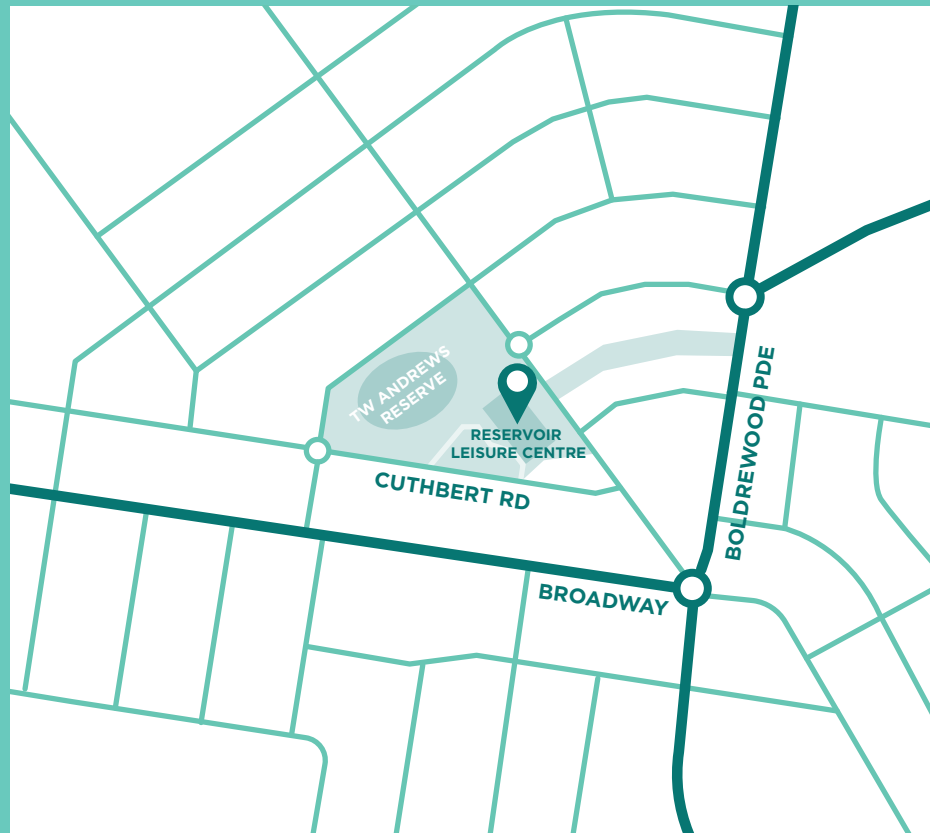 TW ANDREWS
RESERVE
RESERVOIR
LEISURE CENTRE
CUTHBERT RD
BOLDREWOOD PDE
BROADWAY